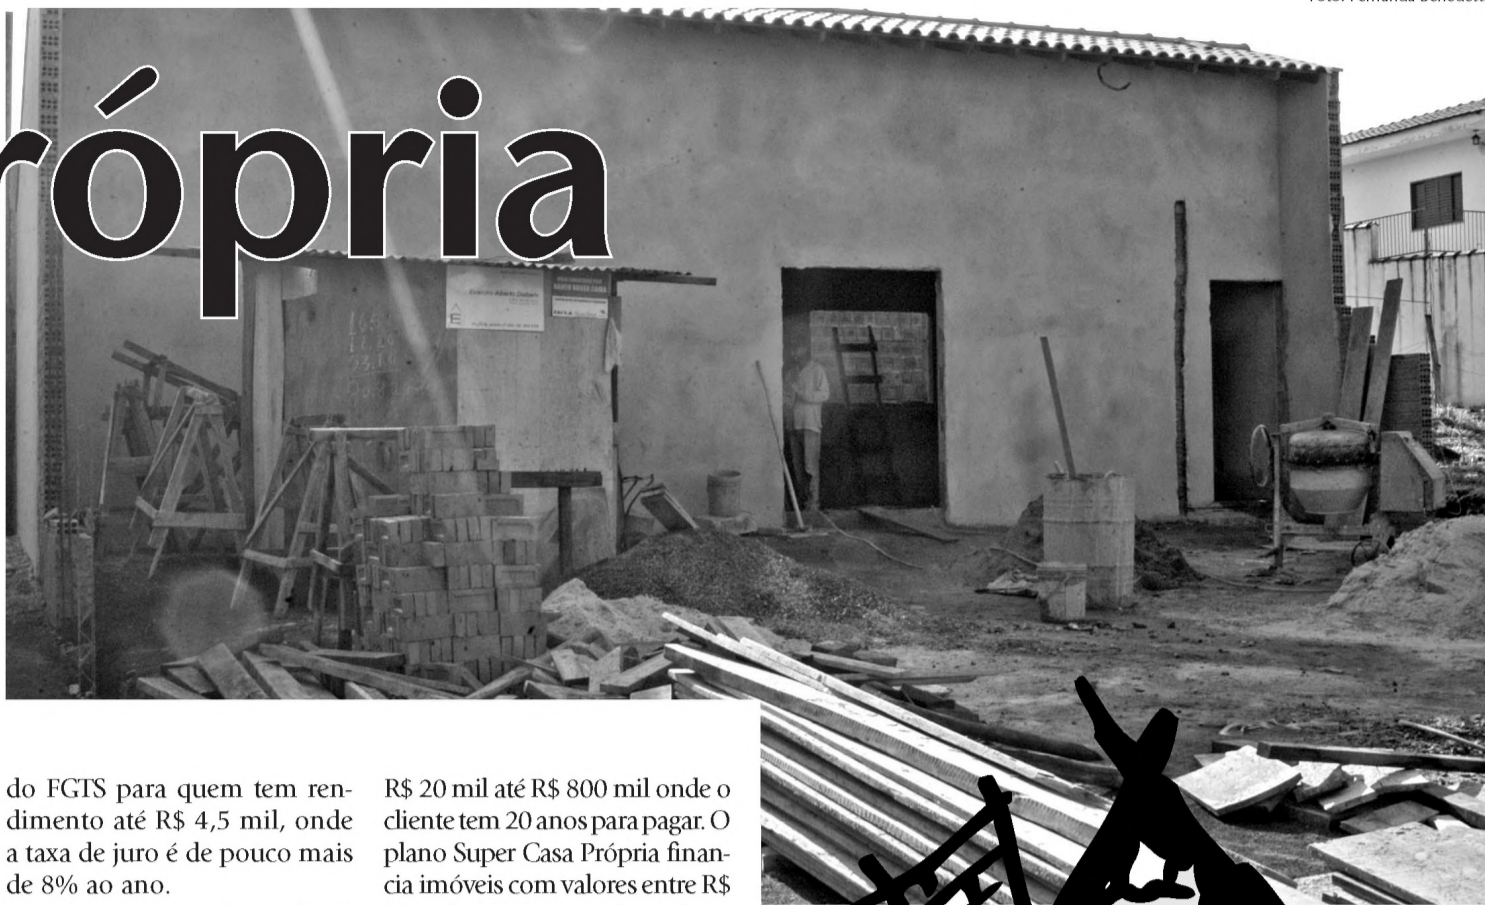 rópria
do FGTS para quem tem ren-
dimento até R$ 4,5 mil, onde
a taxa de juro é de pouco mais
de 8% ao ano.
R$ 20 mil até R$ 800 mil onde o
cliente tem 20 anos para pagar. O
plano Super Casa Própria finan-
cia imóveis com valores entre R$